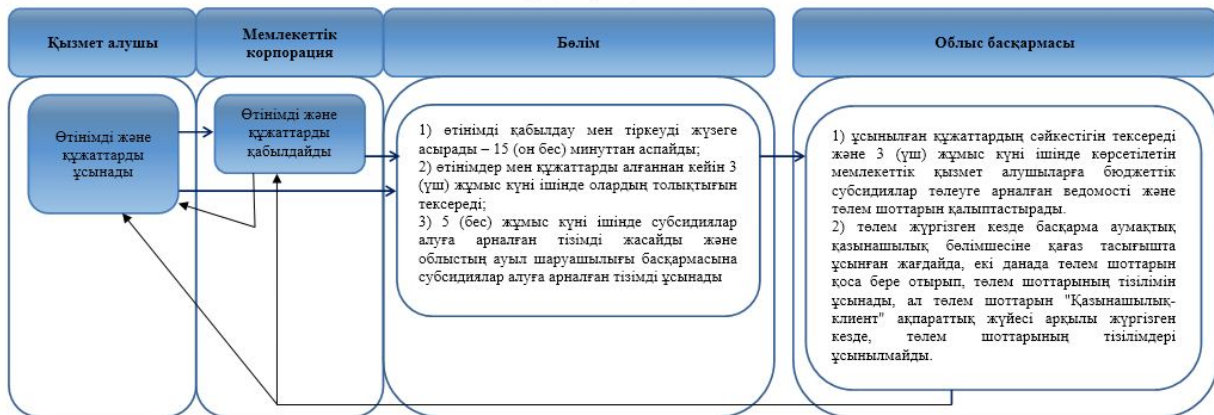 Қызмет алушы
Мемлекеттік
корпорация
Бөлім
Облыс басқармасы
Өтінімді және
құжаттарды
ұсынады
Өтінімді және
құжаттарды
қабылдайды
1) өтінімді қабылдау мен тіркеуді жүзеге
асырады – 15 (он бес) минуттан аспайды;
2) өтінімдер мен құжаттарды алғаннан кейін 3
(үш) жұмыс күні ішінде олардың толықтығын
тексереді;
3) 5 (бес) жұмыс күні ішінде субсидиялар
алуға арналған тізімді жасайды және
облыстың ауыл шаруашылығы басқармасына
субсидиялар алуға арналған тізімді ұсынады
1) ұсынылған құжаттардың сәйкестігін тексереді
және 3 (үш) жұмыс күні ішінде көрсетілетін
мемлекеттік қызмет алушыларға бюджеттік
субсидиялар төлеуге арналған ведомості және
төлем шоттарын қалыптастырады.
2) төлем жүргізген кезде басқарма аумақтық
қазынашылық бөлімшесіне қағаз тасығышта
ұсынған жағдайда, екі данада төлем шоттарын
қоса бере отырып, төлем шоттарының тізілімін
ұсынады, ал төлем шоттарын "Қазынашылық-
клиент" ақпараттық жүйесі арқылы жүргізген
кезде, төлем шоттарының тізілімдері
ұсынылмайды.